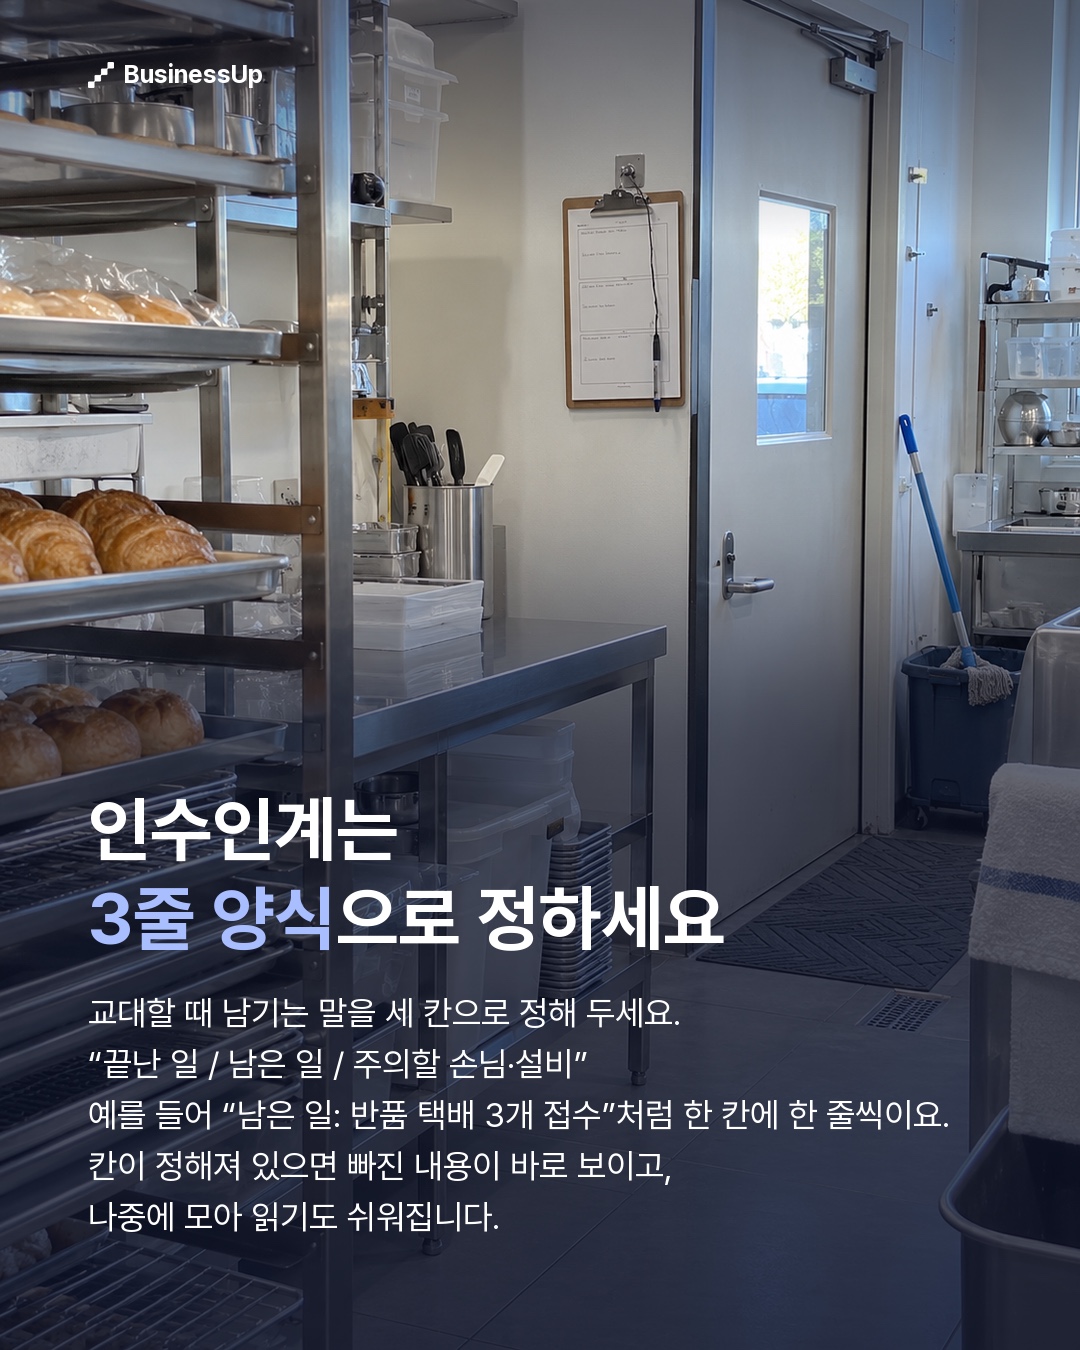 BusinessUp
인수인계는
3줄 양식으로 정하세요
교대할 때 남기는 말을 세 칸으로 정해 두세요.
“끝난 일 / 남은 일 / 주의할 손님·설비”
예를 들어 “남은 일: 반품 택배 3개 접수”처럼 한 칸에 한 줄씩이요.
칸이 정해져 있으면 빠진 내용이 바로 보이고,
나중에 모아 읽기도 쉬워집니다.